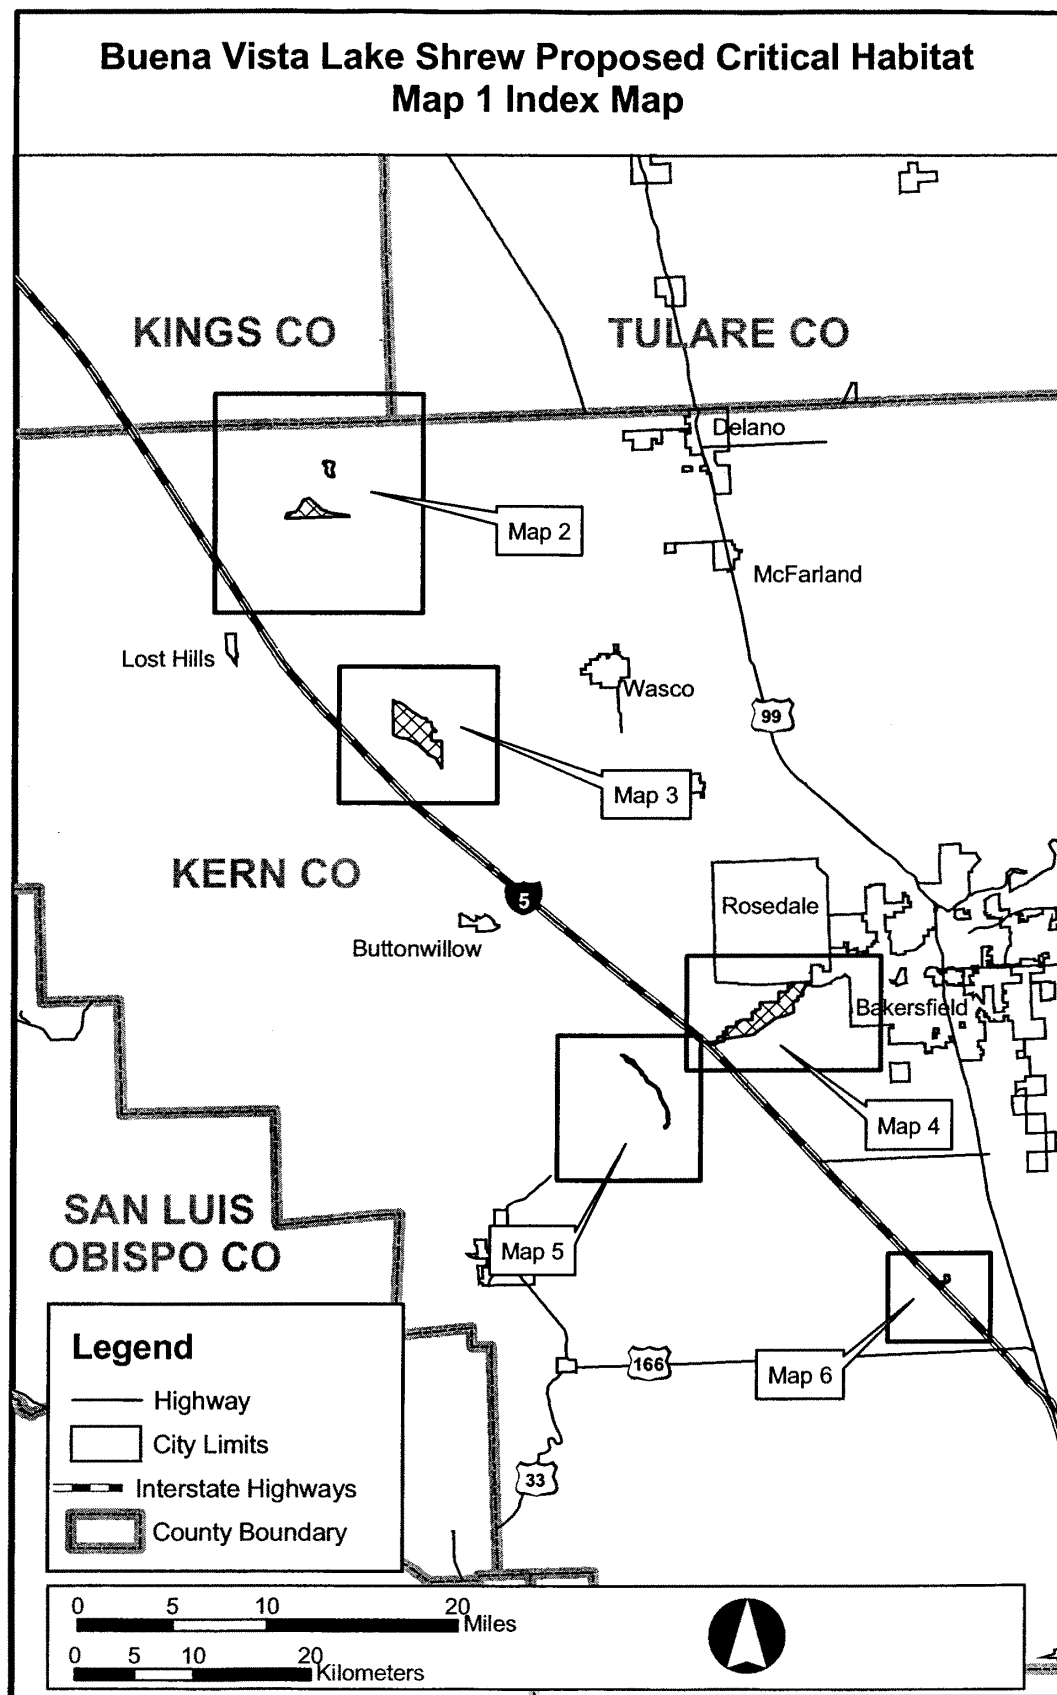 Buena Vista Lake Shrew Proposed Critical Habitat
Map 1 Index Map
KINGS CO
TULARE CO
Delano
Map 2
McFarland
Lost Hills
Wasco
99
Map 3
KERN CO
5
Rosedale
Buttonwillow
Bakersfield
Map 4
SAN LUIS
OBISPO CO
Map 5
166
Map 6
33
Legend
Highway
City Limits
Interstate Highways
County Boundary
0 5 10 20
Miles
0 5 10 20
Kilometers